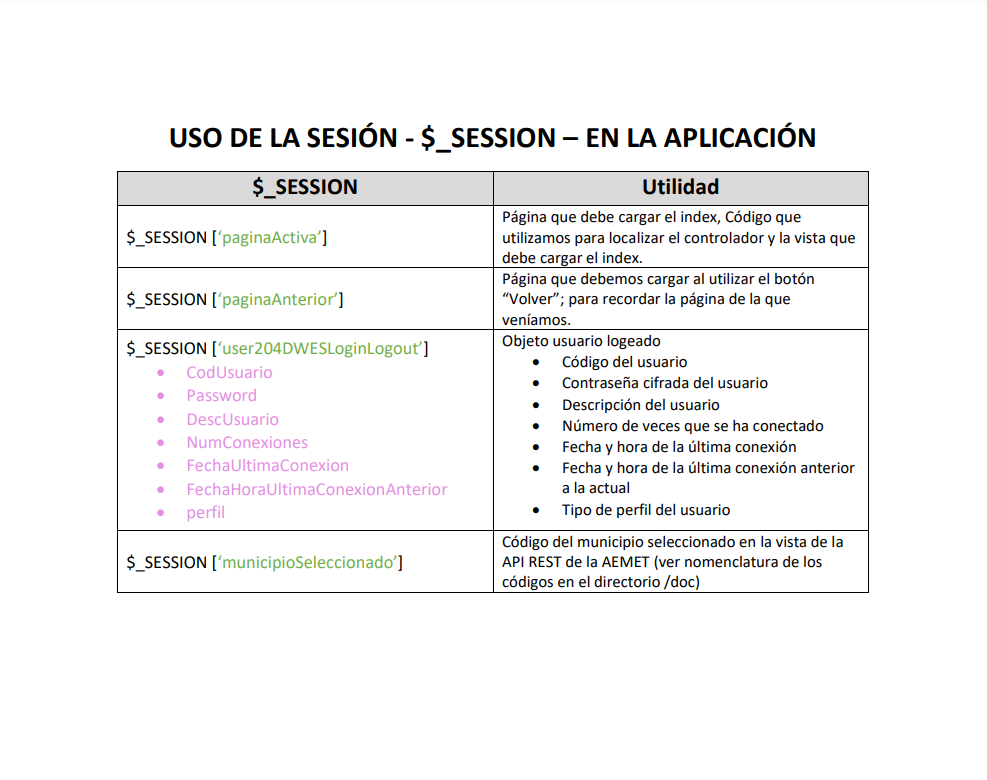 USO DE LA SESIÓN - $_SESSION – EN LA APLICACIÓN
$_SESSION
Utilidad
$_SESSION [‘paginaActiva’]
Página que debe cargar el index, Código que
utilizamos para localizar el controlador y la vista que
debe cargar el index.
$_SESSION [‘paginaAnterior’]
Página que debemos cargar al utilizar el botón
“Volver”; para recordar la página de la que
veníamos.
$_SESSION [‘user204DWESLoginLogout’]
• CodUsuario
• Password
• DescUsuario
• NumConexiones
• FechaUltimaConexion
• FechaHoraUltimaConexionAnterior
• perfil
Objeto usuario logeado
• Código del usuario
• Contraseña cifrada del usuario
• Descripción del usuario
• Número de veces que se ha conectado
• Fecha y hora de la última conexión
• Fecha y hora de la última conexión anterior
a la actual
• Tipo de perfil del usuario
$_SESSION [‘municipioSeleccionado’]
Código del municipio seleccionado en la vista de la
API REST de la AEMET (ver nomenclatura de los
códigos en el directorio /doc)